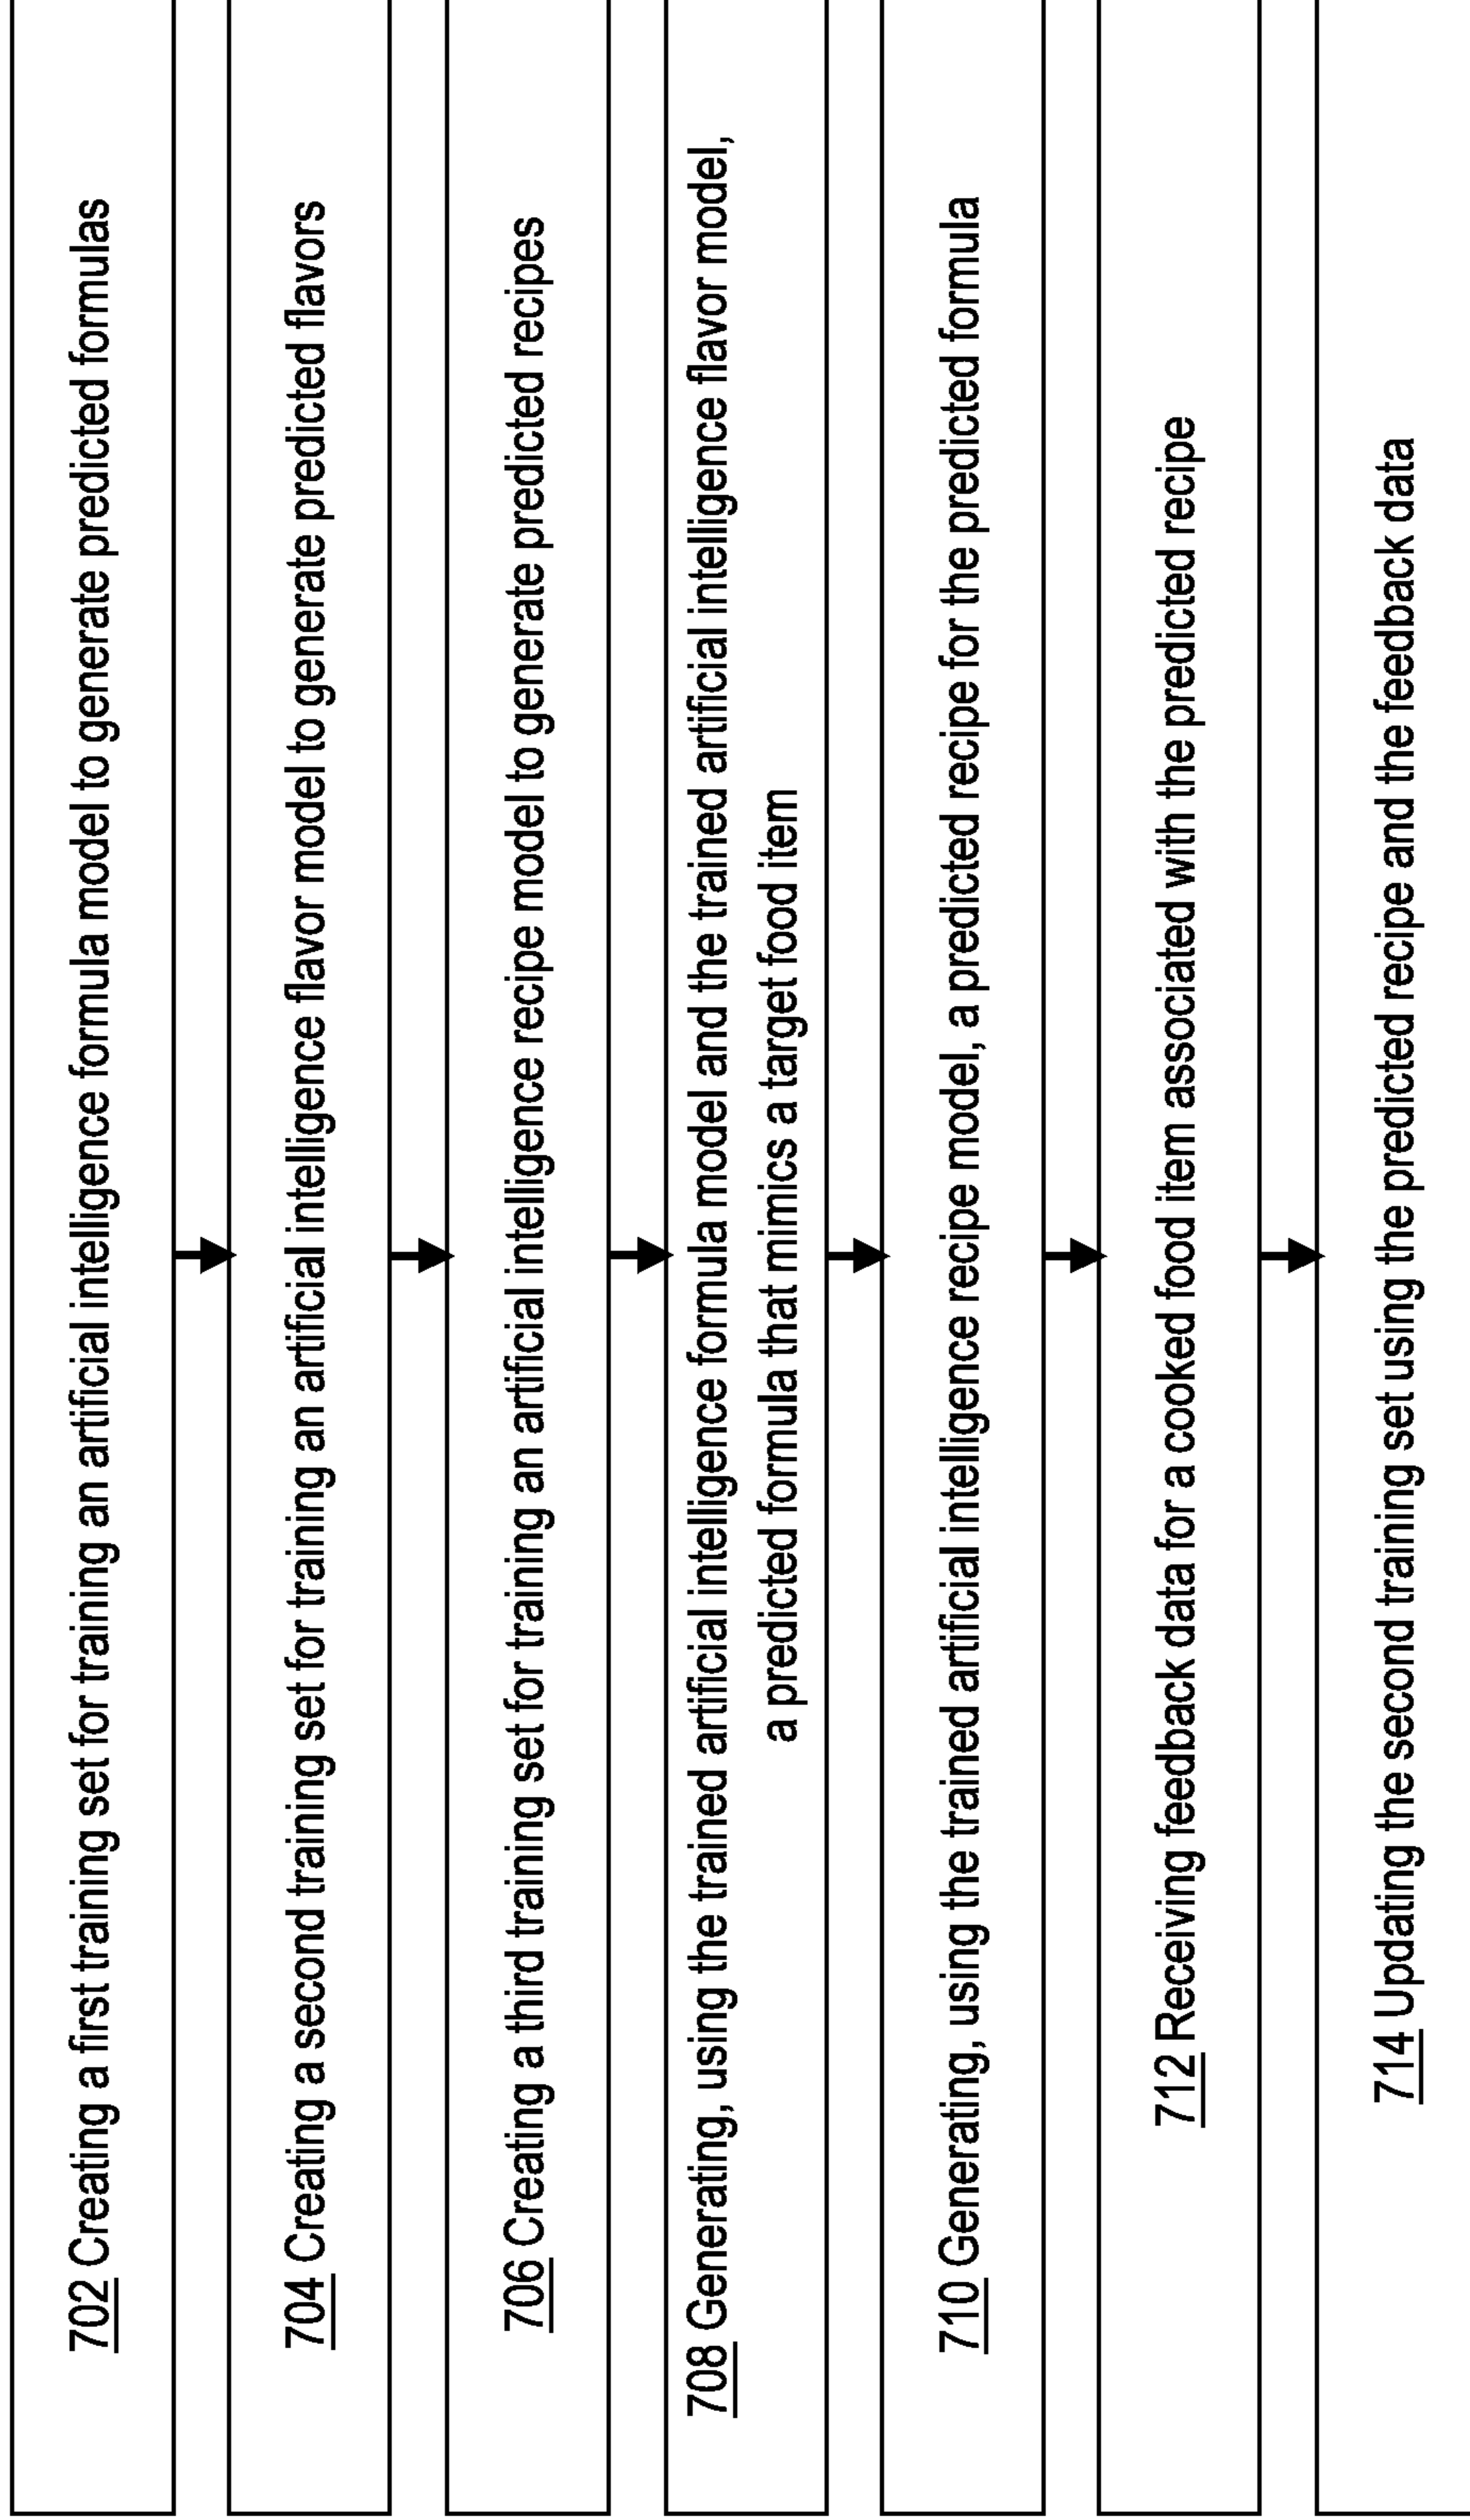 702 Creating a first training set for training an artificial intelligence formula model to generate predicted formulas
704 Creating a second training set for training an artificial intelligence flavor model to generate predicted flavors
706 Creating a third training set for training an artificial intelligence recipe model to generate predicted recipes
708 Generating, using the trained artificial intelligence formula model and the trained artificial intelligence flavor model,
a predicted formula that mimics a target food item
710 Generating, using the trained artificial intelligence recipe model, a predicted recipe for the predicted formula
712 Receiving feedback data for a cooked food item associated with the predicted recipe
714 Updating the second training set using the predicted recipe and the feedback data